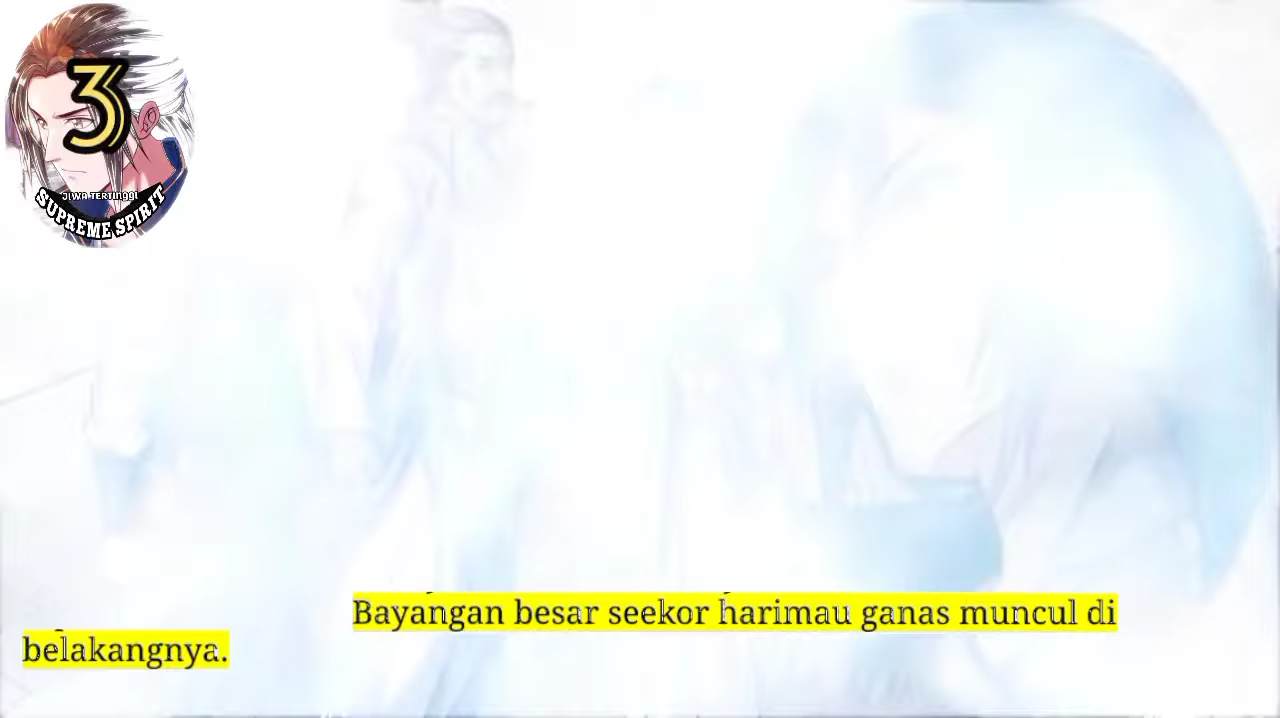 3
JIWA TERTINGGI
SUPREME SPIRIT
Bayangan besar seekor harimau ganas muncul di
belakangnya.